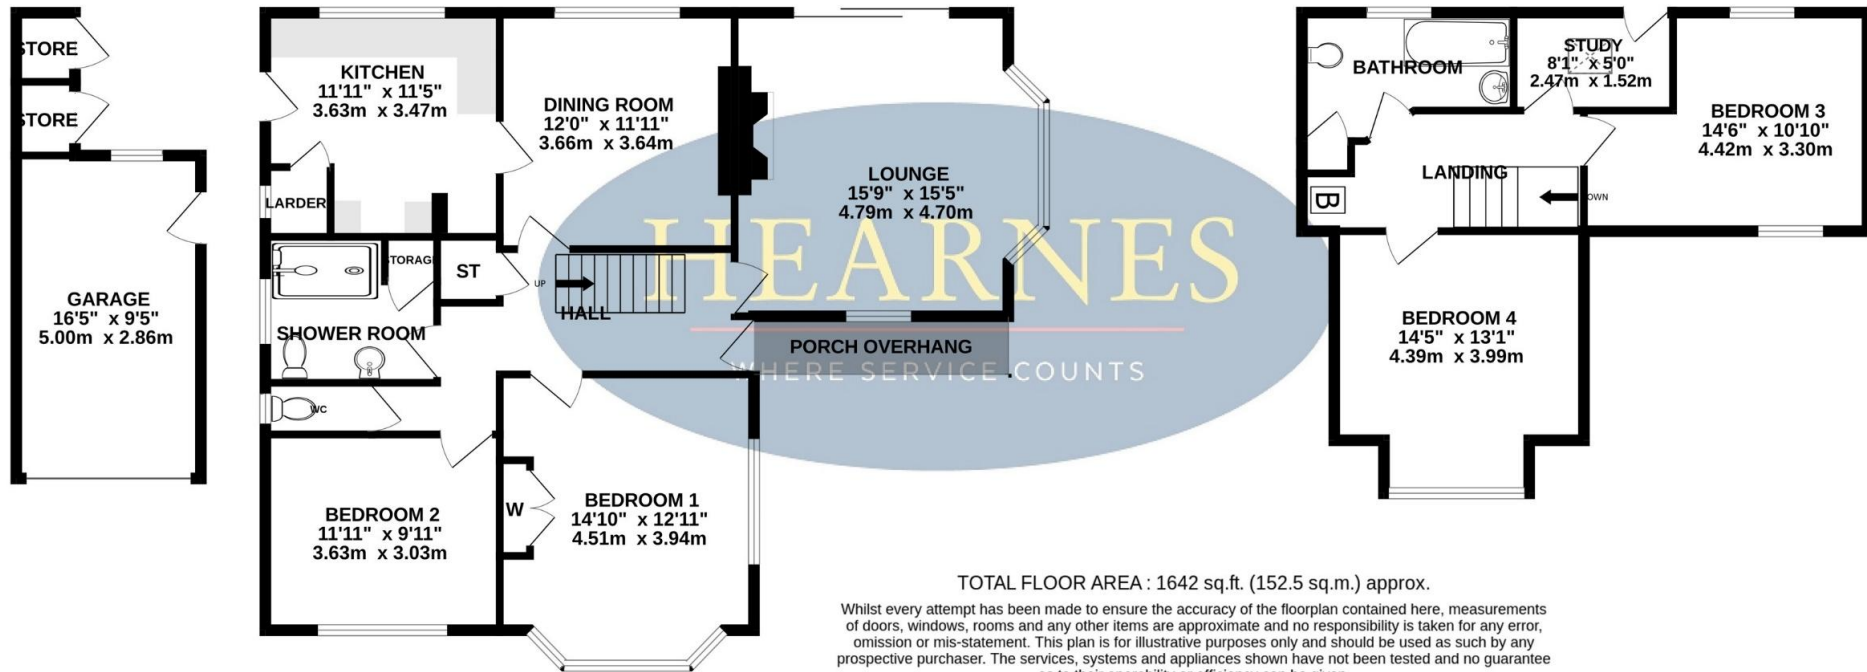 STORE
STORE
GARAGE
16'5" x 9'5"
5.00m x 2.86m
KITCHEN
11'11" x 11'5"
3.63m x 3.47m
DINING ROOM
12'0" x 11'11"
3.66m x 3.64m
LOUNGE
15'9" x 15'5"
4.79m x 4.70m
LARDER
STORAGE
ST
UP
HALL
SHOWER ROOM
WC
PORCH OVERHANG
BEDROOM 2
11'11" x 9'11"
3.63m x 3.03m
W
BEDROOM 1
14'10" x 12'11"
4.51m x 3.94m
HEARNES
WHERE SERVICE COUNTS
BATHROOM
STUDY
8'1" x 5'0"
2.47m x 1.52m
BEDROOM 3
14'6" x 10'10"
4.42m x 3.30m
LANDING
B
DOWN
BEDROOM 4
14'5" x 13'1"
4.39m x 3.99m
TOTAL FLOOR AREA : 1642 sq.ft. (152.5 sq.m.) approx.
Whilst every attempt has been made to ensure the accuracy of the floorplan contained here, measurements
of doors, windows, rooms and any other items are approximate and no responsibility is taken for any error,
omission or mis-statement. This plan is for illustrative purposes only and should be used as such by any
prospective purchaser. The services, systems and appliances shown have not been tested and no guarantee